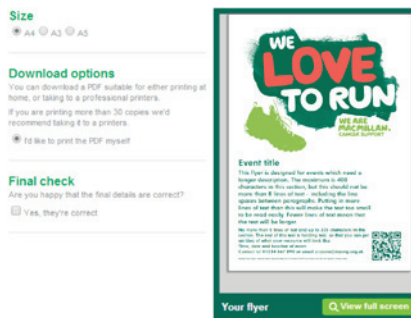 Size
A4 A3 A5
Download options
You can download a PDF suitable for either printing at
home, or taking to a professional printers.
If you are printing more than 30 copies we'd
recommend taking it to a printers.
I'd like to print the PDF myself
Final check
Are you happy that the final details are correct?
Yes, they're correct
WE
LOVE
TO RUN
WE ARE
MACMILLAN.
CANCER SUPPORT
Event title
This flyer is designed for events which need a
longer description. The maximum is 400
characters in this section, but this should not be
more than 8 lines of text - including the line
spaces between paragraphs. Putting in more
lines of text than this will make the text too small
to be read easily. Fewer lines of text mean that
the text will be larger
Your flyer
View full screen